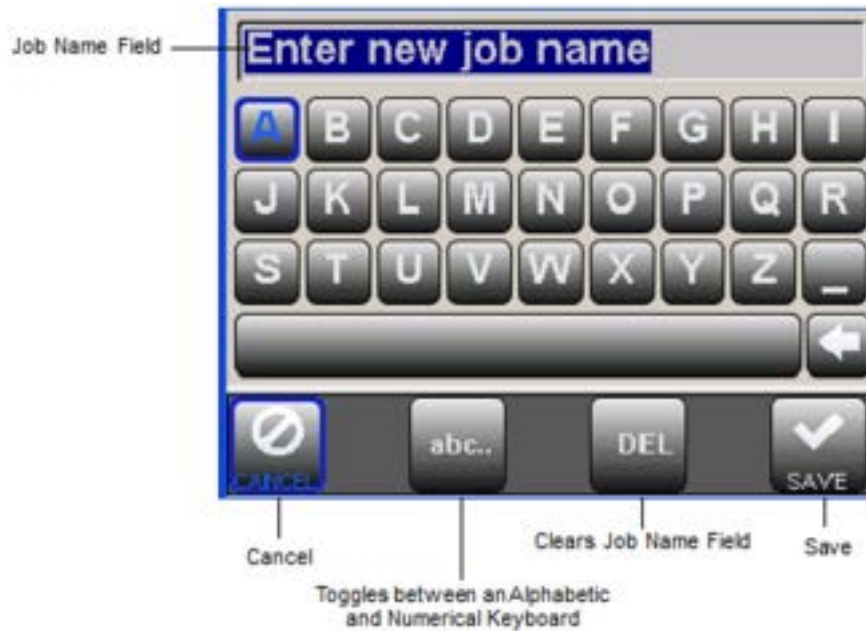 Job Name Field
Enter new job name
A B C D E F G H I
J K L M N O P Q R
S T U V W X Y Z _
abc.. DEL
CANCEL SAVE
Cancel Clears Job Name Field Save
Toggles between an Alphabetic
and Numerical Keyboard